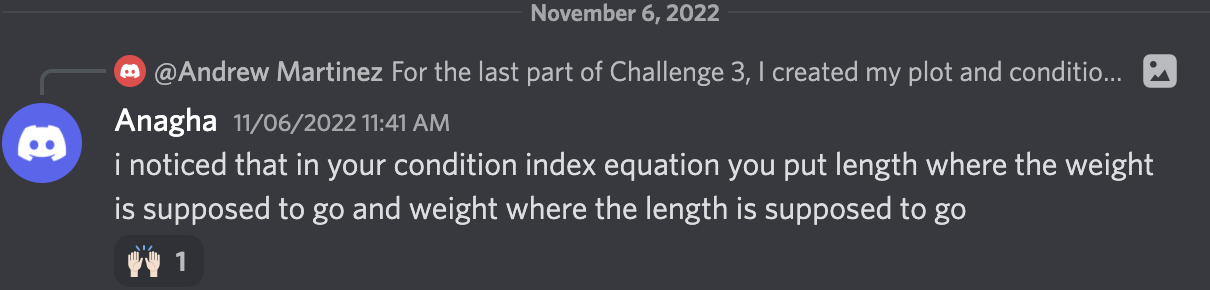 November 6, 2022
@Andrew Martinez For the last part of Challenge 3, I created my plot and conditio...
Anagha 11/06/2022 11:41 AM
i noticed that in your condition index equation you put length where the weight
is supposed to go and weight where the length is supposed to go
🙌🏻 1